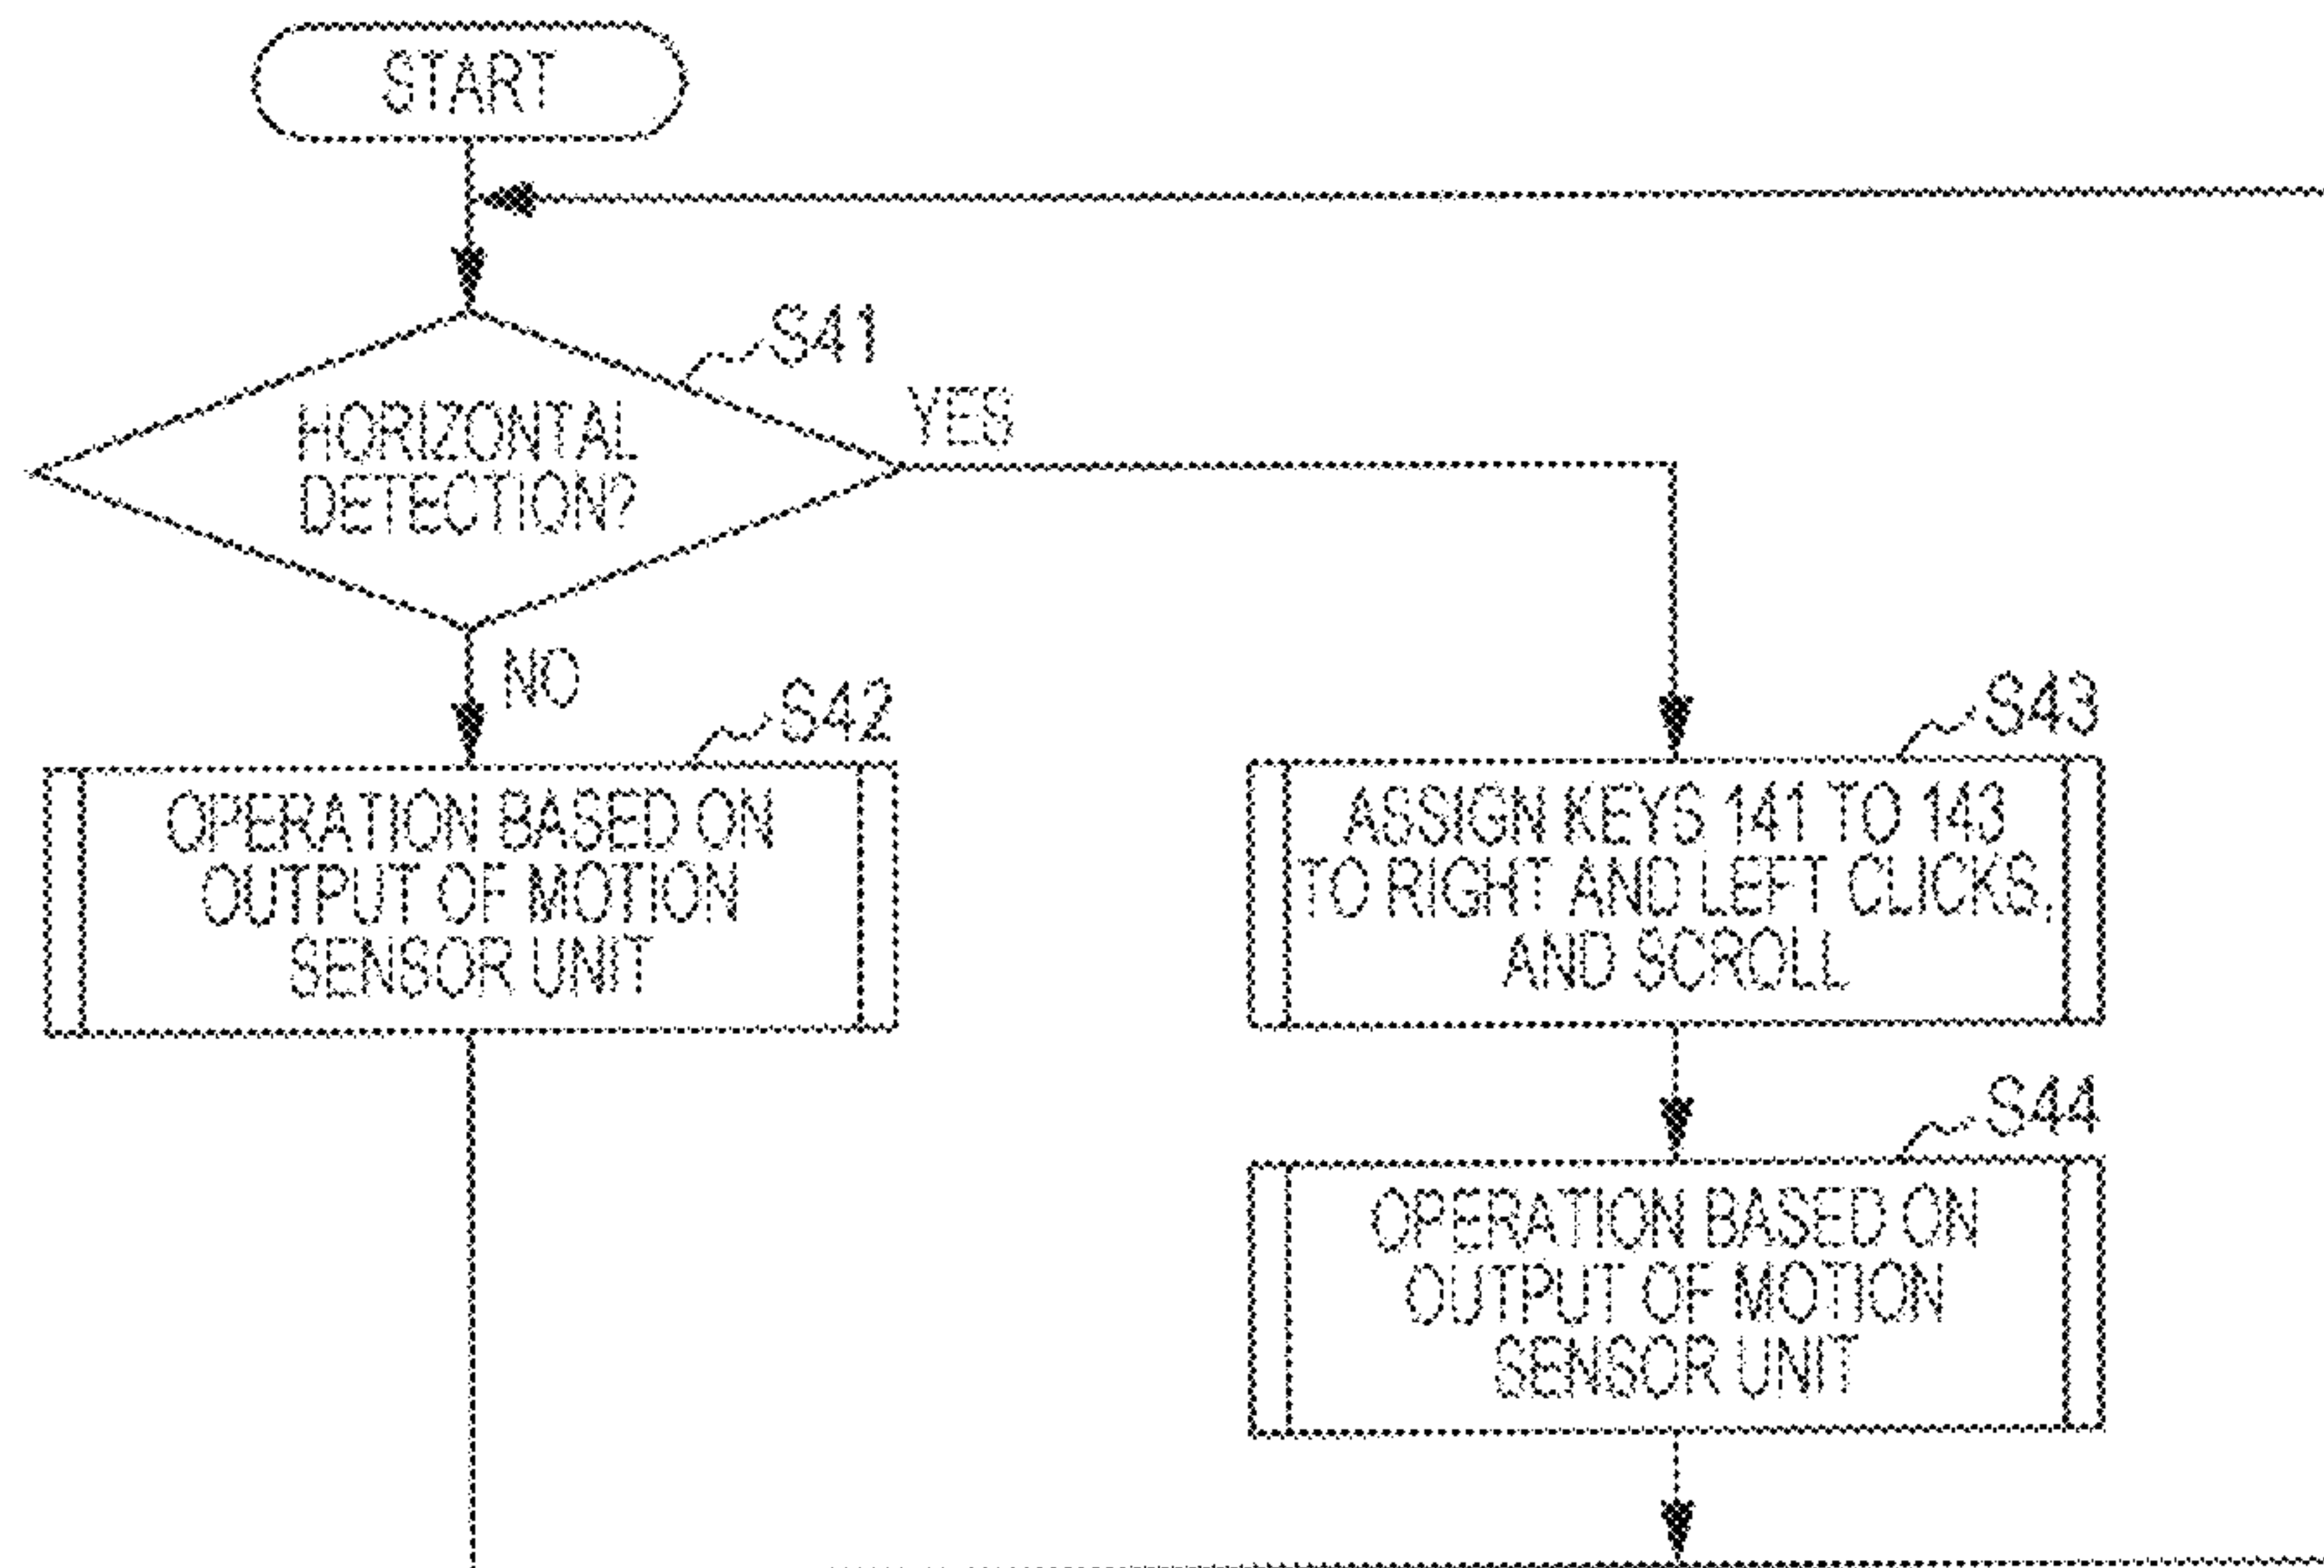 START
S41
HORIZONTAL
DETECTION?
YES
NO
S42
OPERATION BASED ON
OUTPUT OF MOTION
SENSOR UNIT
S43
ASSIGN KEYS 141 TO 143
TO RIGHT AND LEFT CLICKS,
AND SCROLL
S44
OPERATION BASED ON
OUTPUT OF MOTION
SENSOR UNIT